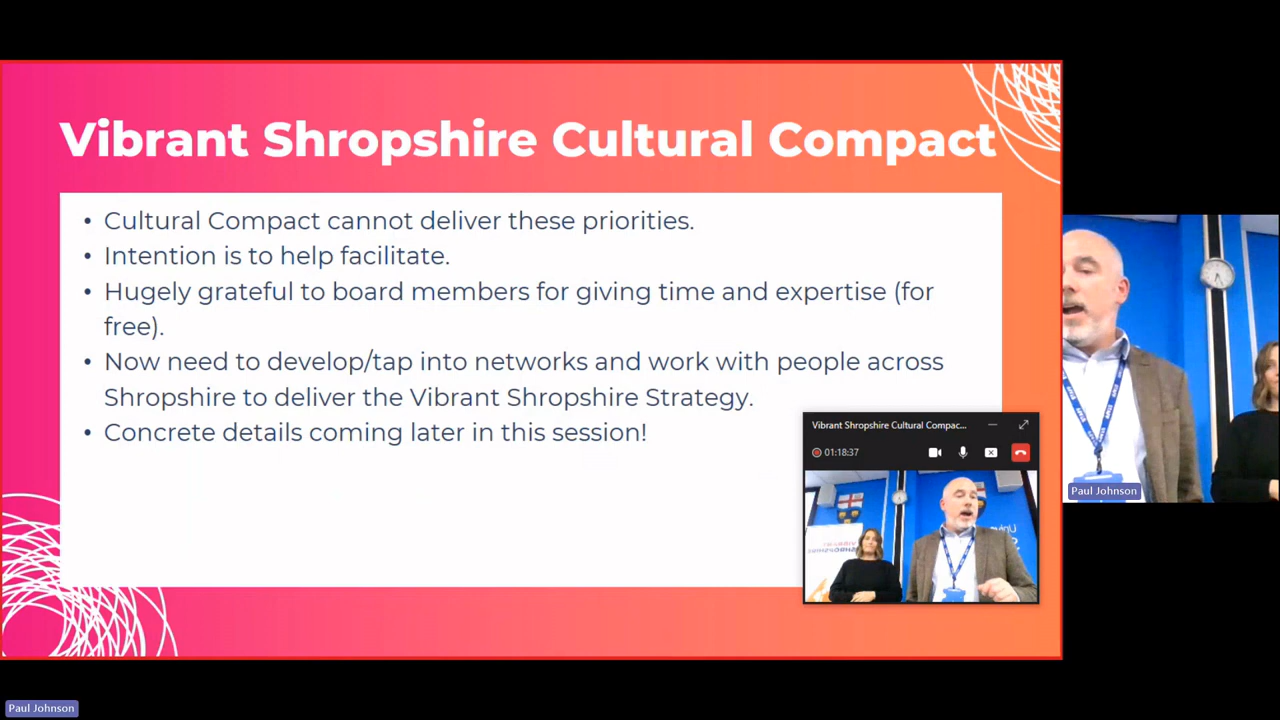 Vibrant Shropshire Cultural Compact
• Cultural Compact cannot deliver these priorities.
• Intention is to help facilitate.
• Hugely grateful to board members for giving time and expertise (for
free).
• Now need to develop/tap into networks and work with people across
Shropshire to deliver the Vibrant Shropshire Strategy.
• Concrete details coming later in this session!
Vibrant Shropshire Cultural Compac...
01:18:37
Paul Johnson
Paul Johnson